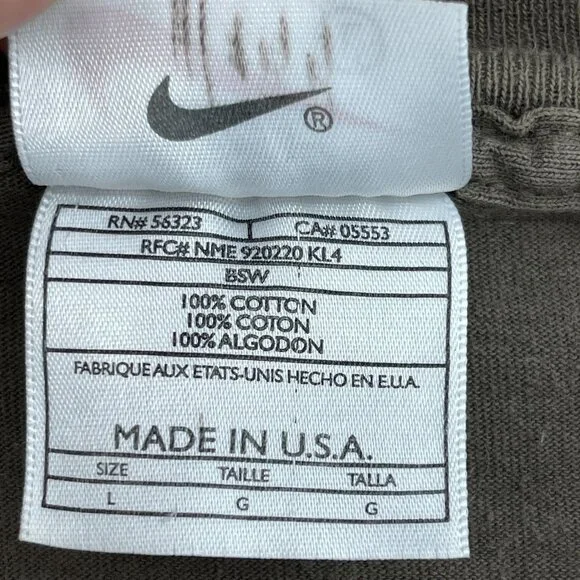 ®
RN# 56323 CA# 05553
RFC# NME 920220 KL4
BSW
100% COTTON
100% COTON
100% ALGODON
FABRIQUE AUX ETATS-UNIS HECHO EN E.U.A.
MADE IN U.S.A.
SIZE TAILLE TALLA
L G G